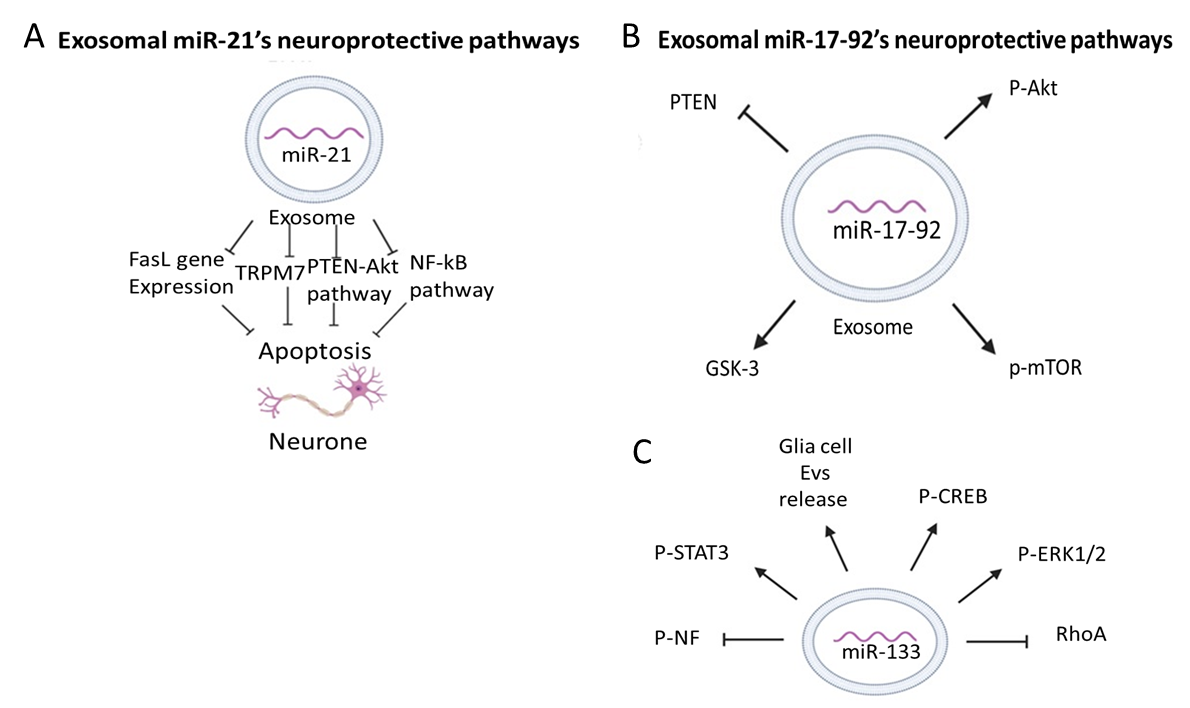 A Exosomal miR-21's neuroprotective pathways
miR-21
Exosome
FasL gene
Expression
TRPM7
PTEN-Akt
pathway
NF-kB
pathway
Apoptosis
Neurone
B Exosomal miR-17-92's neuroprotective pathways
PTEN
P-Akt
miR-17-92
Exosome
GSK-3
p-mTOR
C
Glia cell
Evs
release
P-CREB
P-STAT3
P-ERK1/2
P-NF
RhoA
miR-133